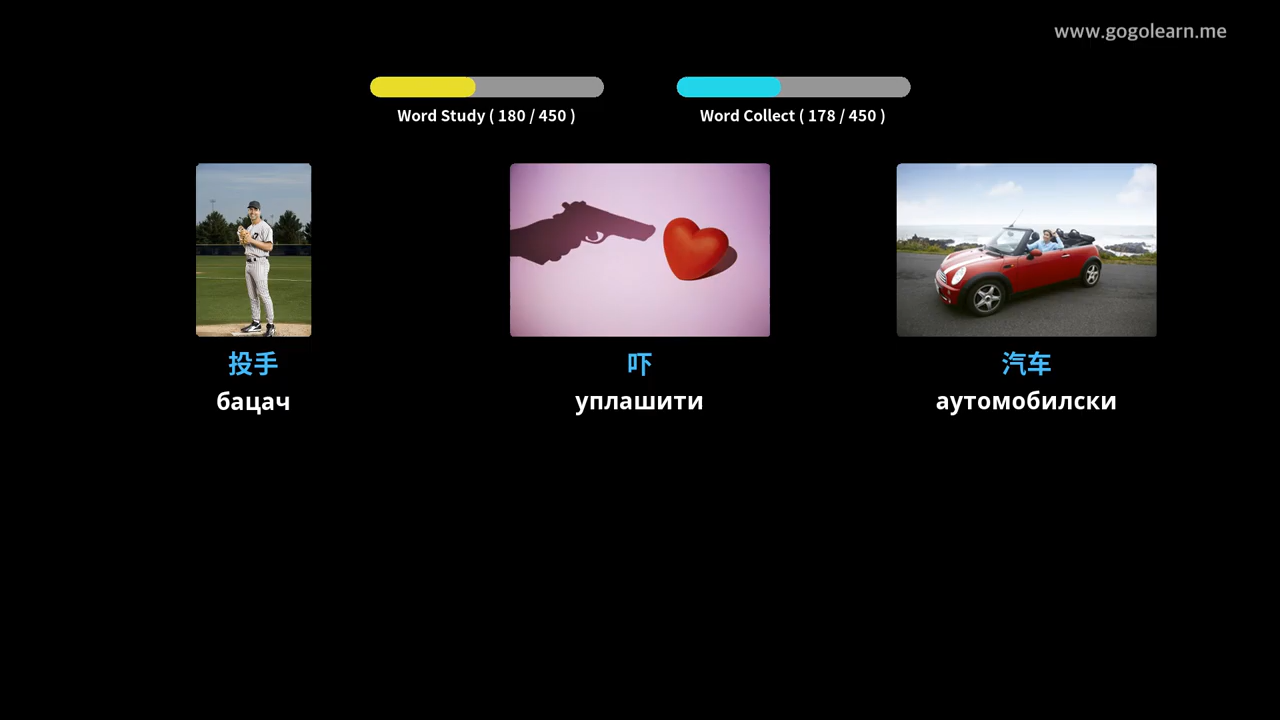 www.gogolearn.me
Word Study ( 180 / 450 )
Word Collect ( 178 / 450 )
投手
吓
汽车
бацач
уплашити
аутомобилски